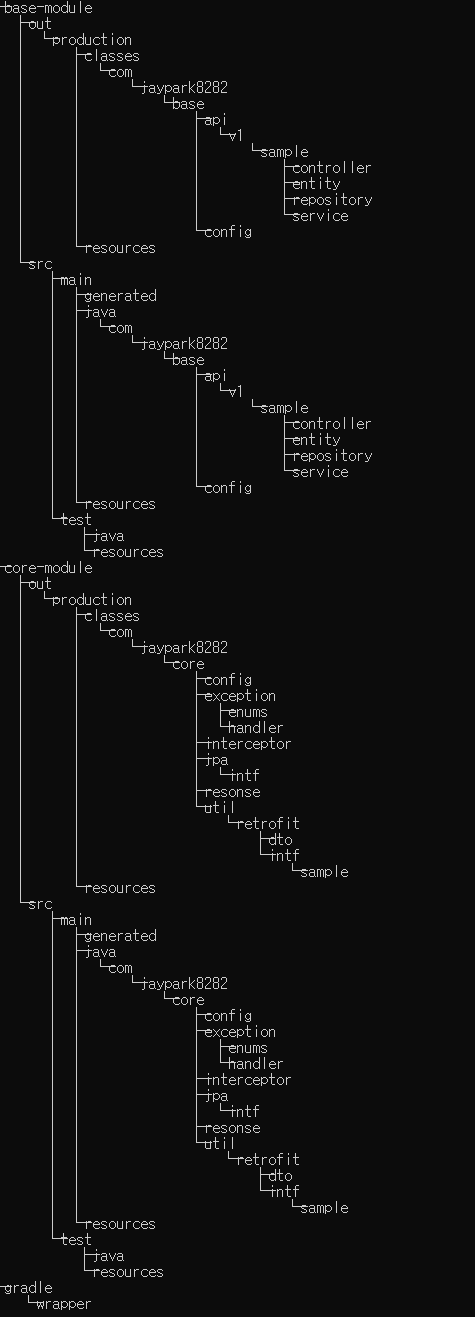 base-module
out
production
classes
com
jaypark8282
base
api
v1
sample
controller
entity
repository
service
config
resources
src
main
generated
java
com
jaypark8282
base
api
v1
sample
controller
entity
repository
service
config
resources
test
java
resources
core-module
out
production
classes
com
jaypark8282
core
config
exception
enums
handler
interceptor
jpa
intf
resonse
util
retrofit
dto
intf
sample
resources
src
main
generated
java
com
jaypark8282
core
config
exception
enums
handler
interceptor
jpa
intf
resonse
util
retrofit
dto
intf
sample
resources
test
java
resources
gradle
wrapper